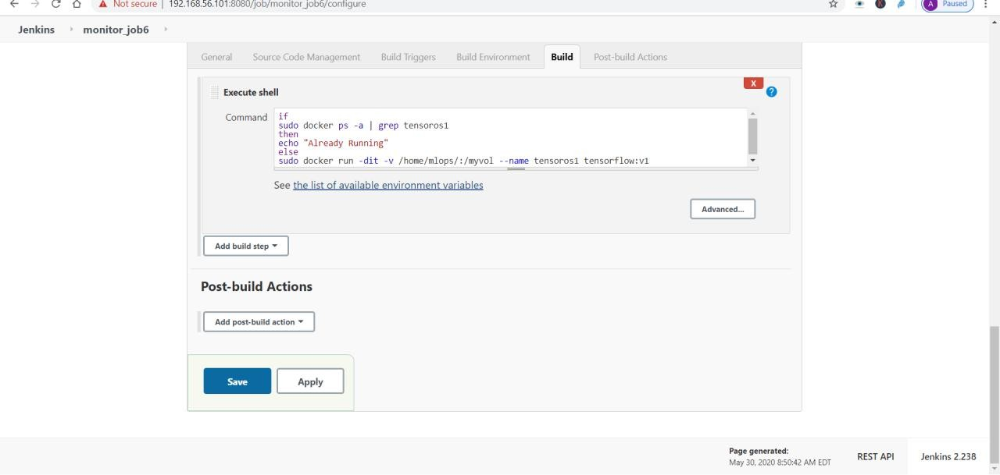 Not secure | 192.168.56.101:8080/job/monitor_job6/configure
K
A Paused
Jenkins monitor_job6
General Source Code Management Build Triggers Build Environment Build Post-build Actions
X
Execute shell
?
Command
if
sudo docker ps -a | grep tensoros1
then
echo "Already Running"
else
sudo docker run -dit -v /home/mlops/:/myvol --name tensoros1 tensorflow:v1
See the list of available environment variables
Advanced...
Add build step
Post-build Actions
Add post-build action
Save Apply
Page generated:
May 30, 2020 8:50:42 AM EDT
REST API
Jenkins 2.238